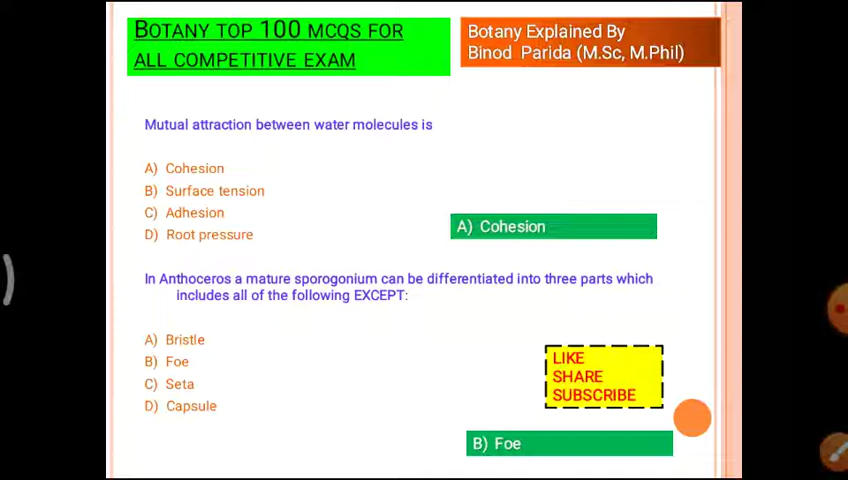 BOTANY TOP 100 MCQS FOR
ALL COMPETITIVE EXAM
Botany Explained By
Binod Parida (M.Sc, M.Phil)
Mutual attraction between water molecules is
A) Cohesion
B) Surface tension
C) Adhesion
D) Root pressure
A) Cohesion
In Anthoceros a mature sporogonium can be differentiated into three parts which
includes all of the following EXCEPT:
A) Bristle
B) Foe
C) Seta
D) Capsule
LIKE
SHARE
SUBSCRIBE
B) Foe